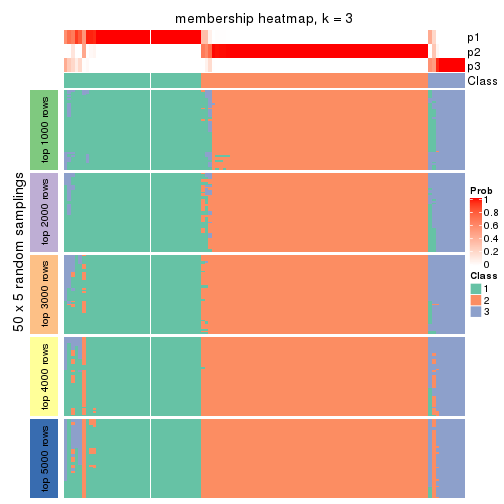 membership heatmap, k = 3
p1
p2
p3
Class
50 x 5 random samplings
top 1000 rows
top 2000 rows
top 3000 rows
top 4000 rows
top 5000 rows
Prob
1
0.8
0.6
0.4
0.2
0
Class
1
2
3